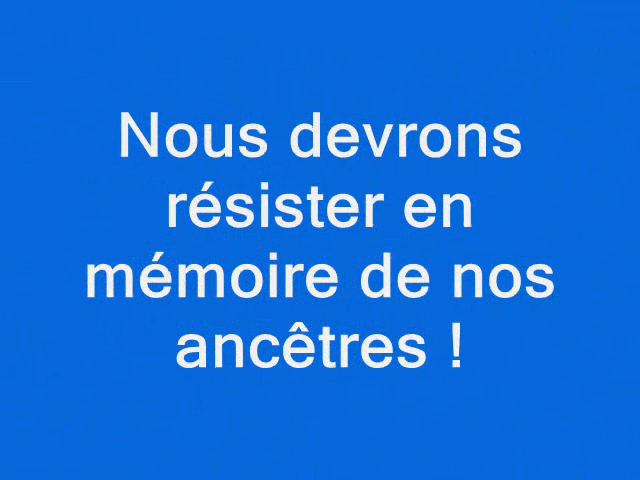 Nous devrons
résister en
mémoire de nos
ancêtres !